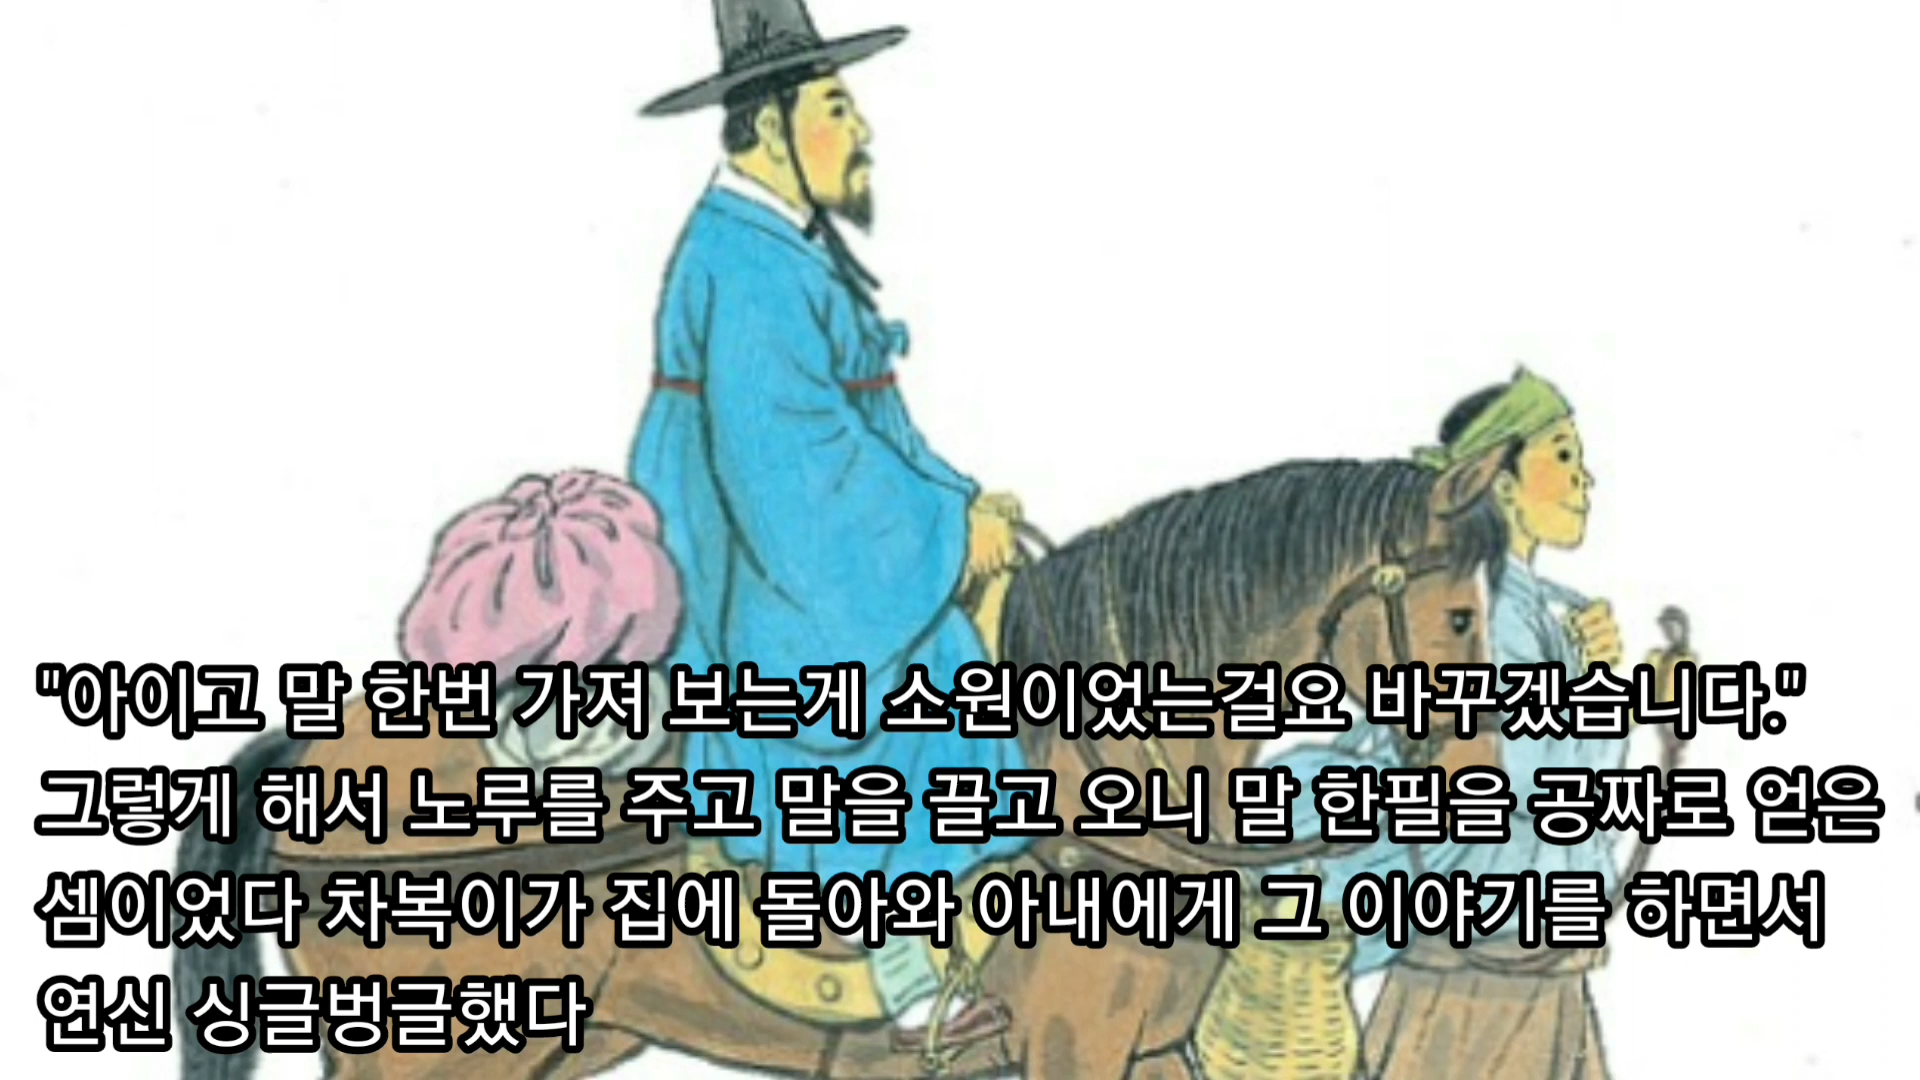 "아이고 말 한번 가져 보는게 소원이었는걸요 바꾸겠습니다."
그렇게 해서 노루를 주고 말을 끌고 오니 말 한필을 공짜로 얻은
셈이었다 차복이가 집에 돌아와 아내에게 그 이야기를 하면서
연신 싱글벙글했다